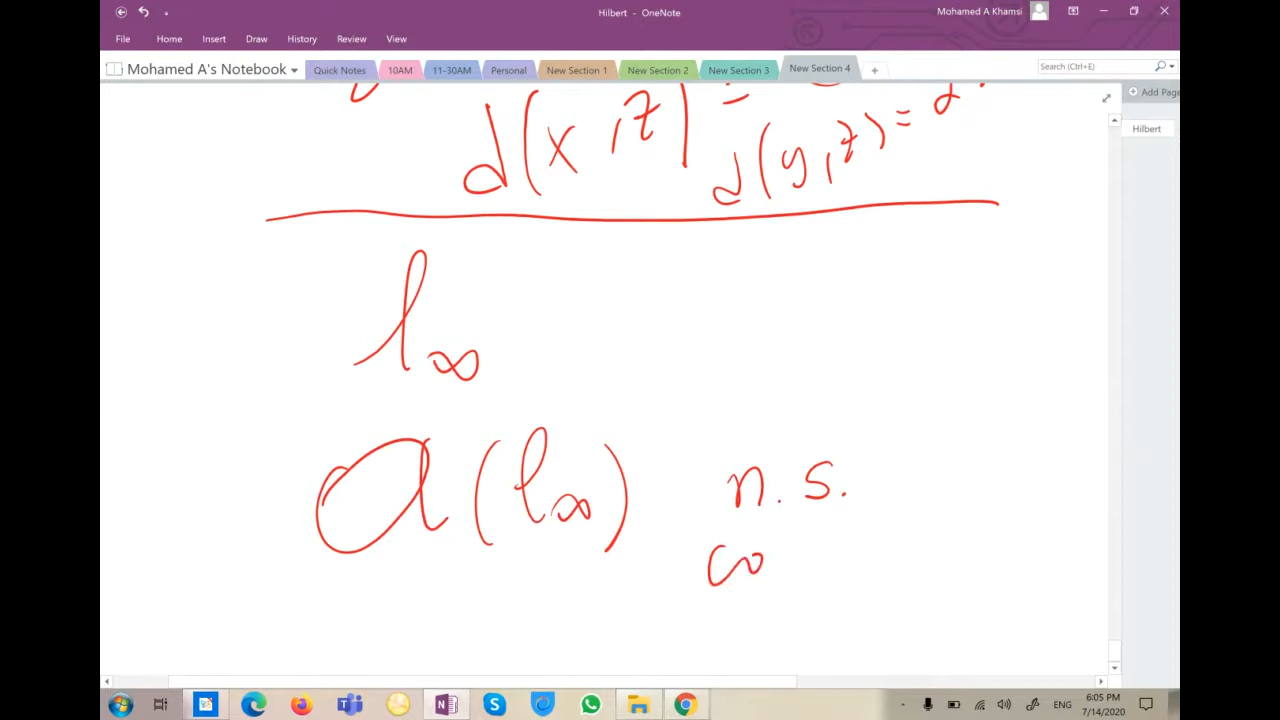 Hilbert - OneNote
Mohamed A Khamsi
File Home Insert Draw History Review View
Mohamed A's Notebook
Quick Notes 10AM 11-30AM Personal New Section 1 New Section 2 New Section 3 New Section 4
Search (Ctrl+E)
Add Page
Hilbert
d(x,z)
d(y,z) =
l∞
a(l∞) n.s.
co
ENG
6:05 PM
7/14/2020